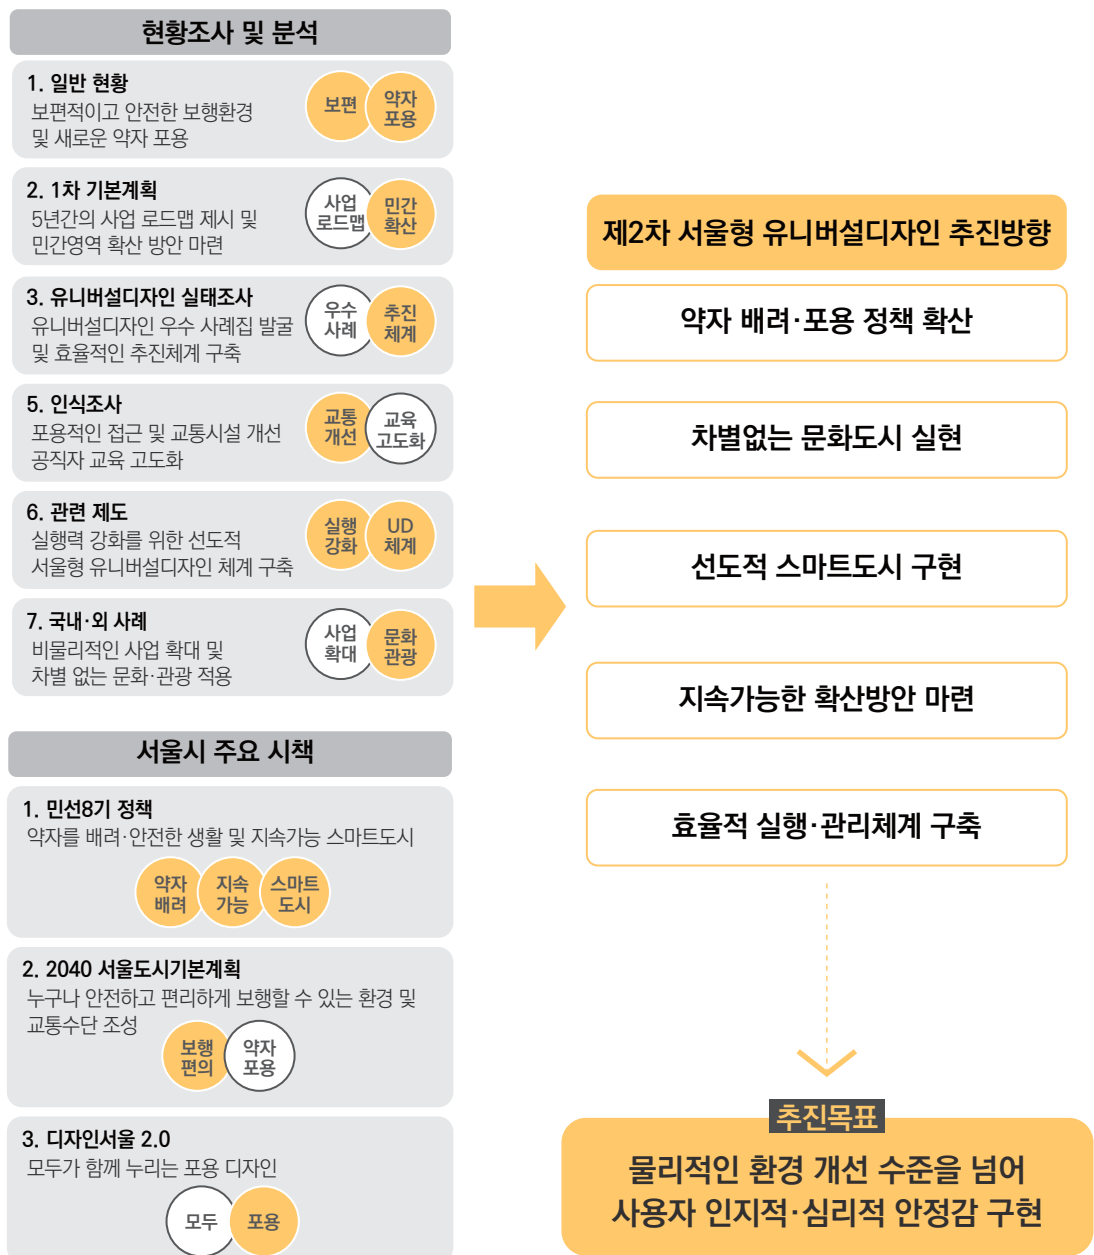 현황조사 및 분석
1. 일반 현황
보편적이고 안전한 보행환경
및 새로운 약자 포용
보편
약자
포용
2. 1차 기본계획
5년간의 사업 로드맵 제시 및
민간영역 확산 방안 마련
사업
로드맵
민간
확산
3. 유니버설디자인 실태조사
유니버설디자인 우수 사례집 발굴
및 효율적인 추진체계 구축
우수
사례
추진
체계
5. 인식조사
포용적인 접근 및 교통시설 개선
공직자 교육 고도화
교통
개선
교육
고도화
6. 관련 제도
실행력 강화를 위한 선도적
서울형 유니버설디자인 체계 구축
실행
강화
UD
체계
7. 국내·외 사례
비물리적인 사업 확대 및
차별 없는 문화·관광 적용
사업
확대
문화
관광
서울시 주요 시책
1. 민선8기 정책
약자를 배려·안전한 생활 및 지속가능 스마트도시
약자
배려
지속
가능
스마트
도시
2. 2040 서울도시기본계획
누구나 안전하고 편리하게 보행할 수 있는 환경 및
교통수단 조성
보행
편의
약자
포용
3. 디자인서울 2.0
모두가 함께 누리는 포용 디자인
모두
포용
제2차 서울형 유니버설디자인 추진방향
약자 배려·포용 정책 확산
차별없는 문화도시 실현
선도적 스마트도시 구현
지속가능한 확산방안 마련
효율적 실행·관리체계 구축
추진목표
물리적인 환경 개선 수준을 넘어
사용자 인지적·심리적 안정감 구현